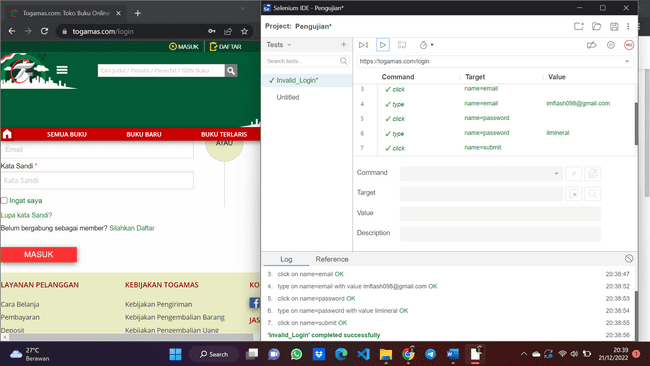 Togamas.com: Toko Buku Online
togamas.com/login
MASUK
DAFTAR
Cari Judul / Penulis / Penerbit / ISBN Buku
SEMUA BUKU
BUKU BARU
BUKU TERLARIS
Email
ATAU
Kata Sandi *
Kata Sandi
Ingat saya
Lupa kata Sandi?
Belum bergabung sebagai member? Silahkan Daftar
MASUK
LAYANAN PELANGGAN
KEBIJAKAN TOGAMAS
KO
Cara Belanja
Kebijakan Pengiriman
Pembayaran
Kebijakan Pengembalian Barang
JAS
Deposit
Kebijakan Pengembalian Uang
Selenium IDE - Pengujian*
Project: Pengujian*
Tests
Search tests...
Invalid_Login*
Untitled
REC
https://togamas.com/login
Command
Target
Value
3
click
name=email
4
type
name=email
imflash098@gmail.com
5
click
name=password
6
type
name=password
limineral
7
click
name=submit
Command
Target
Value
Description
Log
Reference
3. click on name=email OK
20:38:47
4. type on name=email with value imflash098@gmail.com OK
20:38:52
5. click on name=password OK
20:38:53
6. type on name=password with value limineral OK
20:38:54
7. click on name=submit OK
20:38:55
'Invalid_Login' completed successfully
20:38:56
27°C
Berawan
Search
20:39
21/12/2022
1